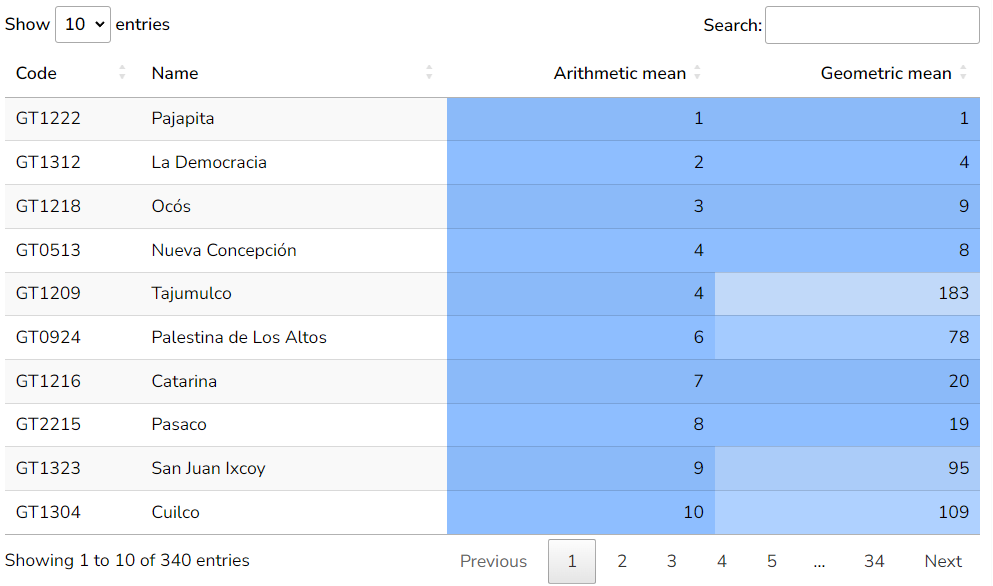 Show 10 entries Search:
Code Name Arithmetic mean Geometric mean
GT1222 Pajapita 1 1
GT1312 La Democracia 2 4
GT1218 Ocós 3 9
GT0513 Nueva Concepción 4 8
GT1209 Tajumulco 4 183
GT0924 Palestina de Los Altos 6 78
GT1216 Catarina 7 20
GT2215 Pasaco 8 19
GT1323 San Juan Ixcoy 9 95
GT1304 Cuilco 10 109
Showing 1 to 10 of 340 entries Previous 1 2 3 4 5 ... 34 Next